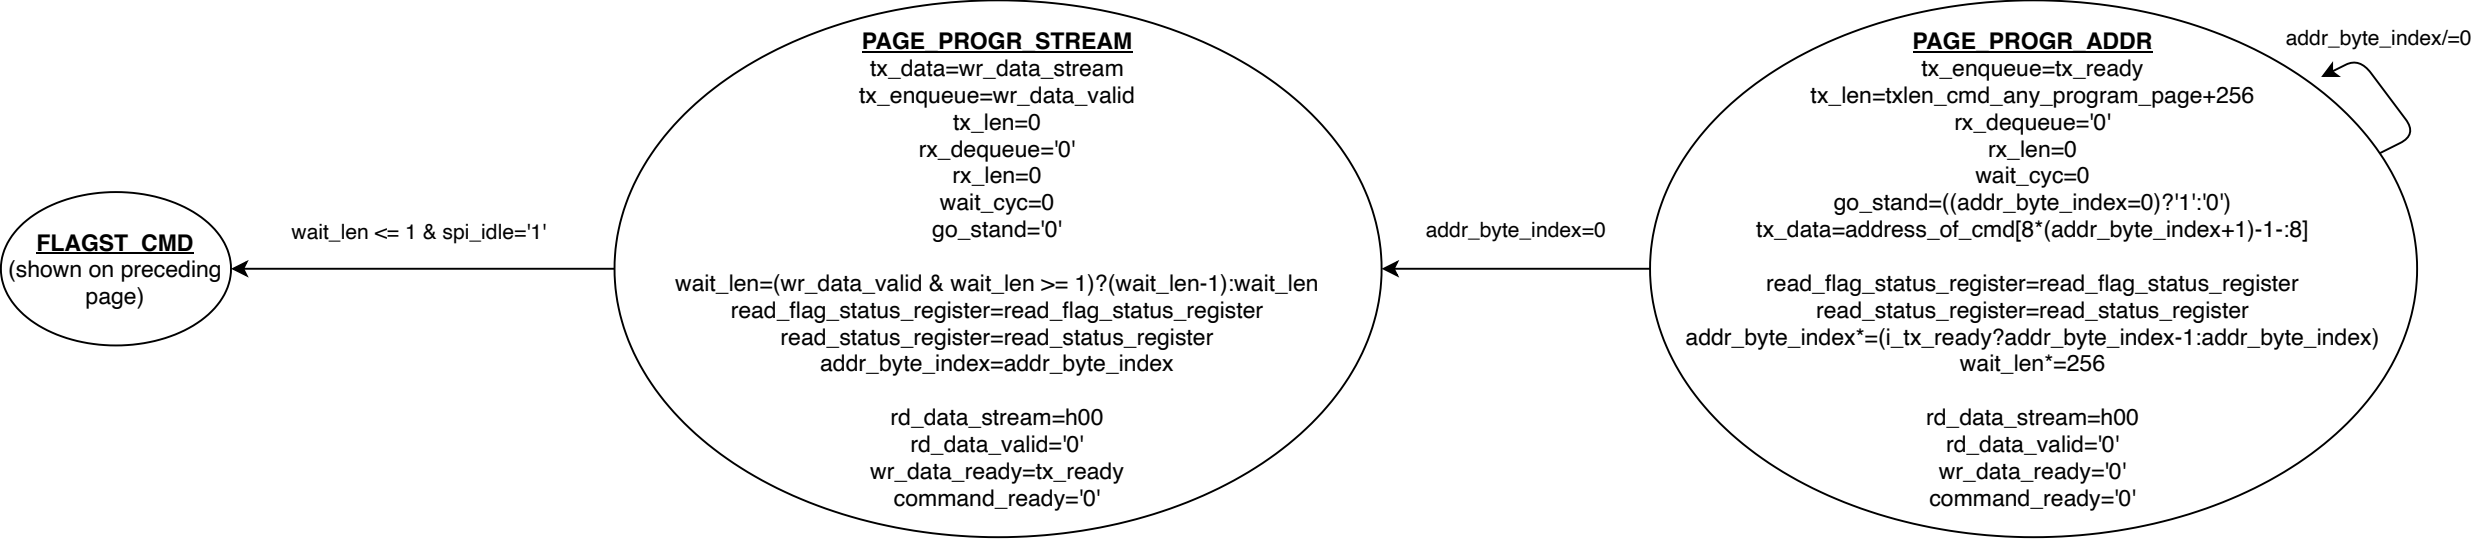 FLAGST_CMD
(shown on preceding
page)
wait_len <= 1 & spi_idle='1'
PAGE_PROGR_STREAM
tx_data=wr_data_stream
tx_enqueue=wr_data_valid
tx_len=0
rx_dequeue='0'
rx_len=0
wait_cyc=0
go_stand='0'
wait_len=(wr_data_valid & wait_len >= 1)?(wait_len-1):wait_len
read_flag_status_register=read_flag_status_register
read_status_register=read_status_register
addr_byte_index=addr_byte_index
rd_data_stream=h00
rd_data_valid='0'
wr_data_ready=tx_ready
command_ready='0'
addr_byte_index=0
PAGE_PROGR_ADDR
tx_enqueue=tx_ready
tx_len=txlen_cmd_any_program_page+256
rx_dequeue='0'
rx_len=0
wait_cyc=0
go_stand=((addr_byte_index=0)?'1':'0')
tx_data=address_of_cmd[8*(addr_byte_index+1)-1-:8]
read_flag_status_register=read_flag_status_register
read_status_register=read_status_register
addr_byte_index*=(i_tx_ready?addr_byte_index-1:addr_byte_index)
wait_len*=256
rd_data_stream=h00
rd_data_valid='0'
wr_data_ready='0'
command_ready='0'
addr_byte_index/=0